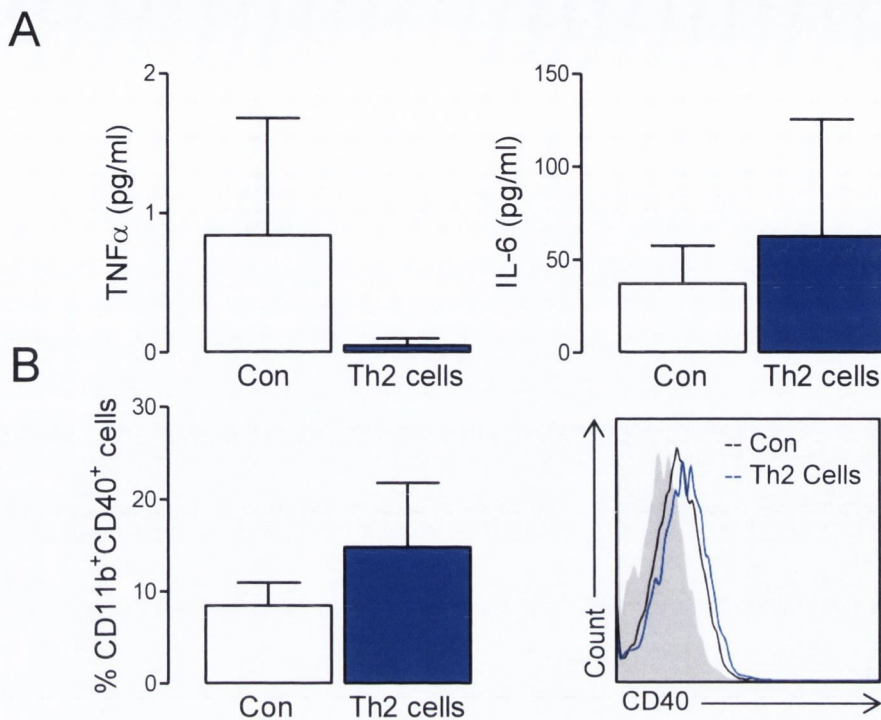 A
TNFα (pg/ml)
2
1
0
Con
Th2 cells
IL-6 (pg/ml)
150
100
50
0
Con
Th2 cells
B
% CD11b⁺CD40⁺ cells
30
20
10
0
Con
Th2 cells
Count
-- Con
-- Th2 Cells
CD40